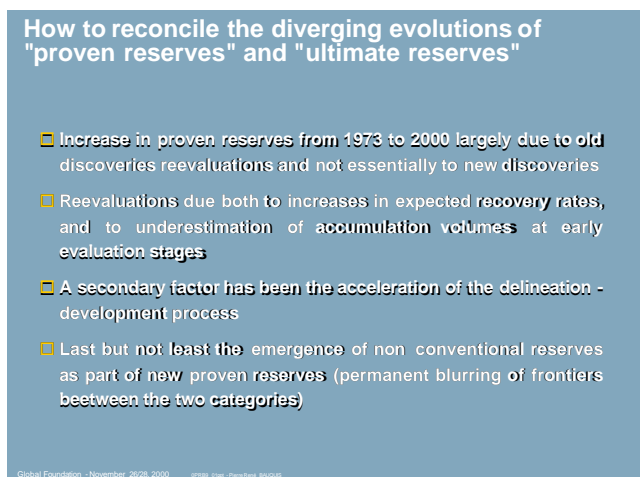 How to reconcile the diverging evolutions of
"proven reserves" and "ultimate reserves"
Increase in proven reserves from 1973 to 2000 largely due to old
discoveries reevaluations and not essentially to new discoveries
Reevaluations due both to increases in expected recovery rates,
and to underestimation of accumulation volumes at early
evaluation stages
A secondary factor has been the acceleration of the delineation -
development process
Last but not least the emergence of non conventional reserves
as part of new proven reserves (permanent blurring of frontiers
beetween the two categories)
Global Foundation - November 26/28, 2000